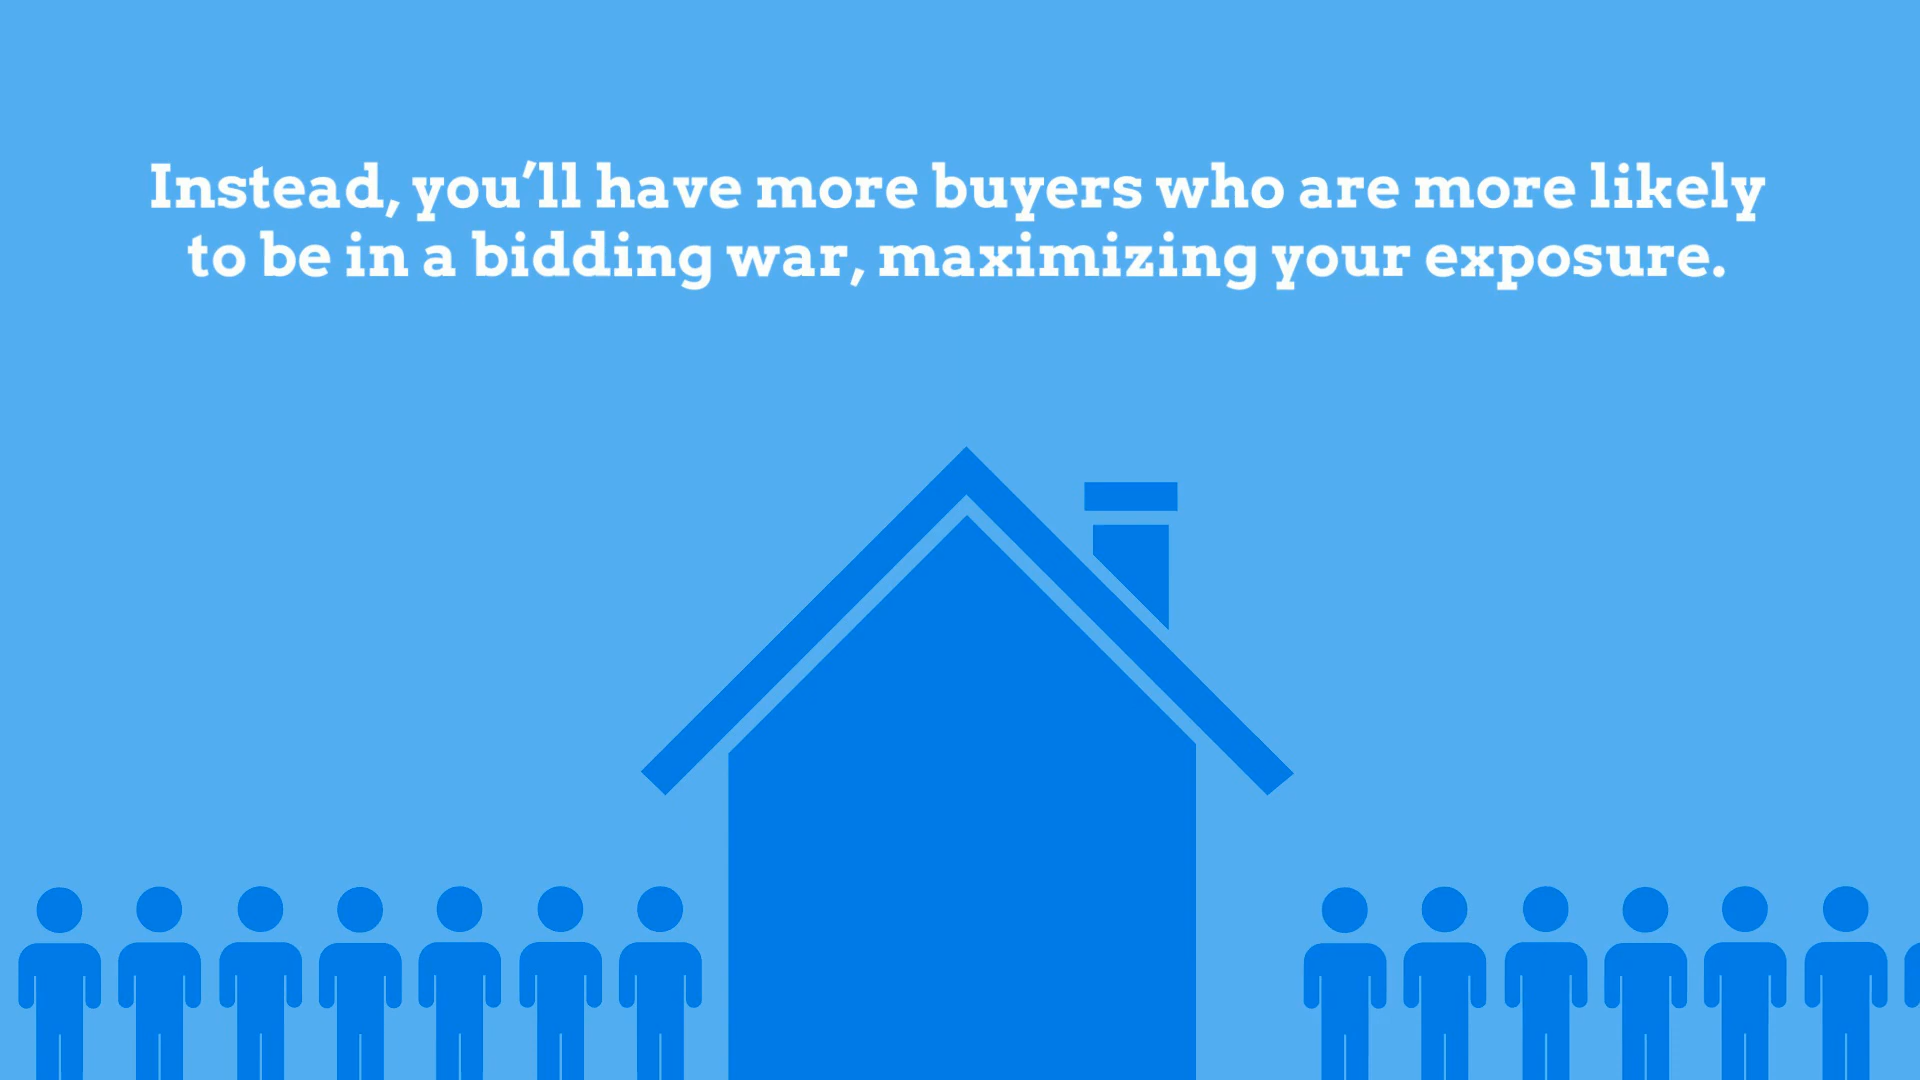 Instead, you’ll have more buyers who are more likely
to be in a bidding war, maximizing your exposure.